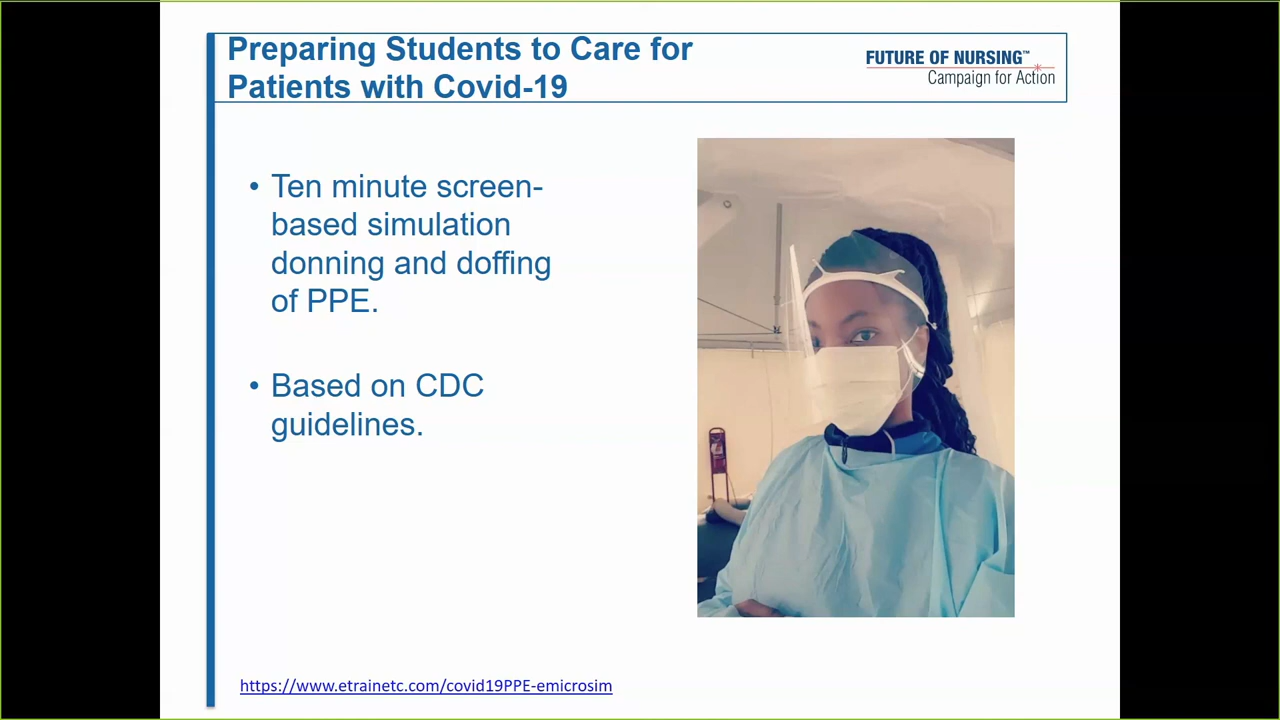 Preparing Students to Care for
Patients with Covid-19
FUTURE OF NURSING™
Campaign for Action
• Ten minute screen-
based simulation
donning and doffing
of PPE.
• Based on CDC
guidelines.
https://www.etrainetc.com/covid19PPE-emicrosim